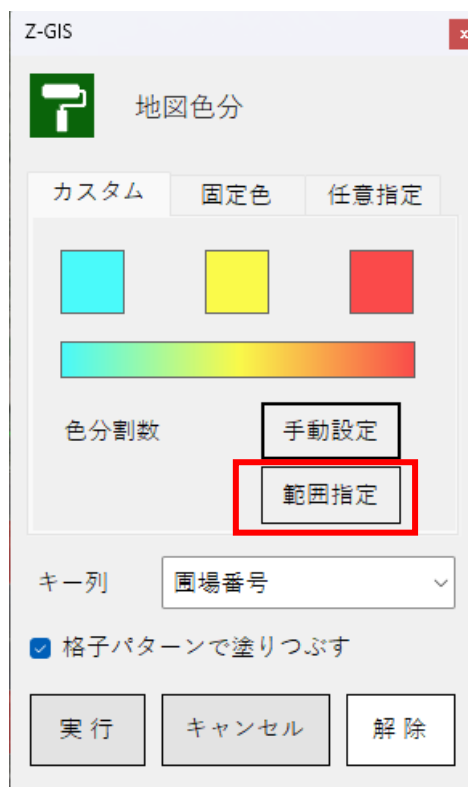 Z-GIS
x
地図色分
カスタム 固定色 任意指定
色分割数 手動設定
範囲指定
キー列 圃場番号
格子パターンで塗りつぶす
実行 キャンセル 解除